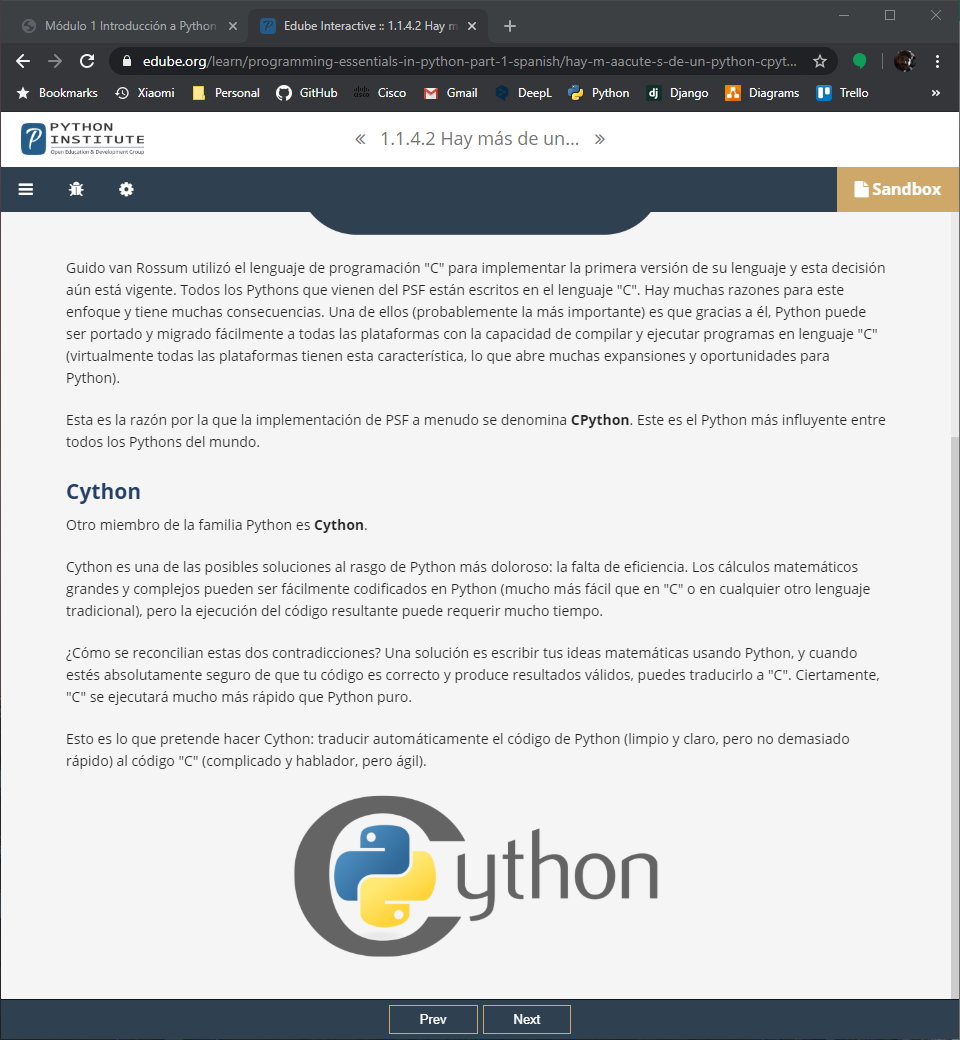 Módulo 1 Introducción a Python
Edube Interactive :: 1.1.4.2 Hay m
edube.org/learn/programming-essentials-in-python-part-1-spanish/hay-m-aacute-s-de-un-python-cpyt...
Bookmarks Xiaomi Personal GitHub Cisco Gmail DeepL Python Django Diagrams Trello »
PYTHON
INSTITUTE
Open Education & Development Group
« 1.1.4.2 Hay más de un... »
Sandbox
Guido van Rossum utilizó el lenguaje de programación "C" para implementar la primera versión de su lenguaje y esta decisión
aún está vigente. Todos los Pythons que vienen del PSF están escritos en el lenguaje "C". Hay muchas razones para este
enfoque y tiene muchas consecuencias. Una de ellos (probablemente la más importante) es que gracias a él, Python puede
ser portado y migrado fácilmente a todas las plataformas con la capacidad de compilar y ejecutar programas en lenguaje "C"
(virtualmente todas las plataformas tienen esta característica, lo que abre muchas expansiones y oportunidades para
Python).
Esta es la razón por la que la implementación de PSF a menudo se denomina CPython. Este es el Python más influyente entre
todos los Pythons del mundo.
Cython
Otro miembro de la familia Python es Cython.
Cython es una de las posibles soluciones al rasgo de Python más doloroso: la falta de eficiencia. Los cálculos matemáticos
grandes y complejos pueden ser fácilmente codificados en Python (mucho más fácil que en "C" o en cualquier otro lenguaje
tradicional), pero la ejecución del código resultante puede requerir mucho tiempo.
¿Cómo se reconcilian estas dos contradicciones? Una solución es escribir tus ideas matemáticas usando Python, y cuando
estés absolutamente seguro de que tu código es correcto y produce resultados válidos, puedes traducirlo a "C". Ciertamente,
"C" se ejecutará mucho más rápido que Python puro.
Esto es lo que pretende hacer Cython: traducir automáticamente el código de Python (limpio y claro, pero no demasiado
rápido) al código "C" (complicado y hablador, pero ágil).
Cython
Prev Next